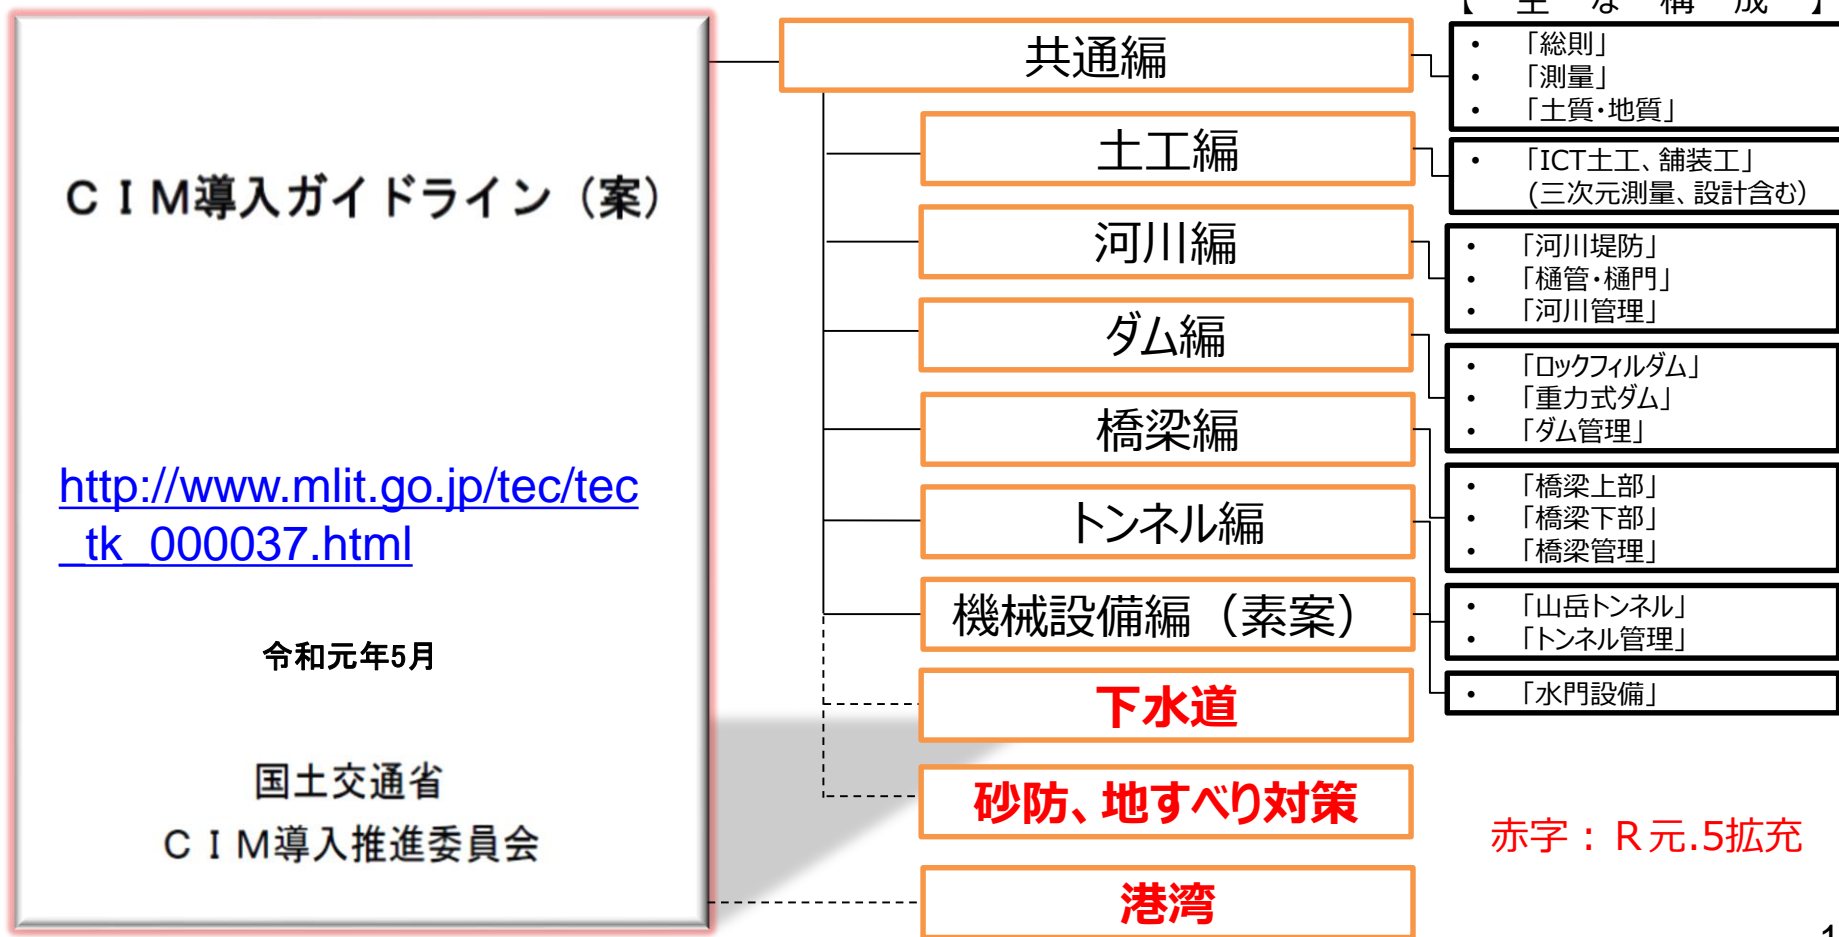 CIM導入ガイドライン（案）
http://www.mlit.go.jp/tec/tec
_tk_000037.html
令和元年5月
国土交通省
CIM導入推進委員会
共通編
土工編
河川編
ダム編
橋梁編
トンネル編
機械設備編（素案）
下水道
砂防、地すべり対策
港湾
【主な構成】
・「総則」
・「測量」
・「土質・地質」
・「ICT土工、舗装工」
(三次元測量、設計含む)
・「河川堤防」
・「樋管・樋門」
・「河川管理」
・「ロックフィルダム」
・「重力式ダム」
・「ダム管理」
・「橋梁上部」
・「橋梁下部」
・「橋梁管理」
・「山岳トンネル」
・「トンネル管理」
・「水門設備」
赤字：R元.5拡充